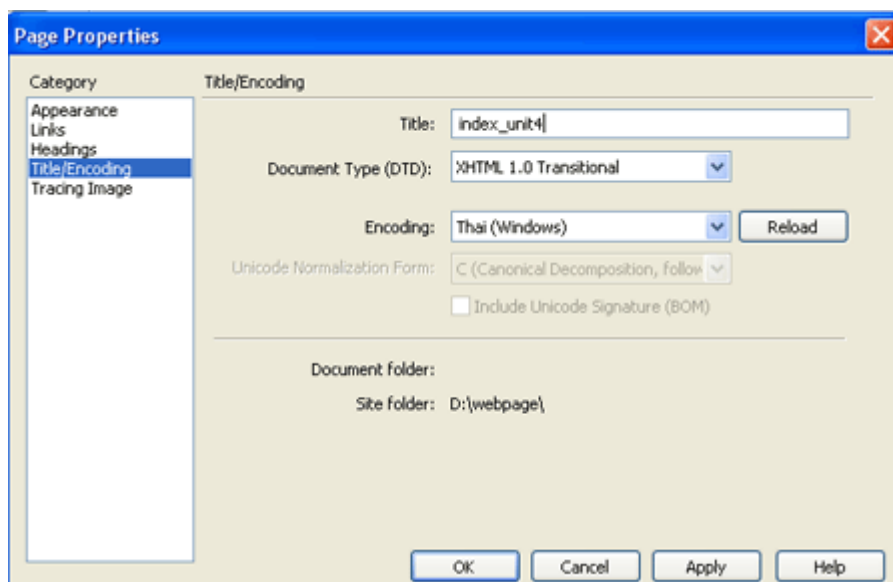 Page Properties
Category
Appearance
Links
Headings
Title/Encoding
Tracing Image
Title/Encoding
Title: index_unit4
Document Type (DTD): XHTML 1.0 Transitional
Encoding: Thai (Windows) Reload
Unicode Normalization Form: C (Canonical Decomposition, follow
Include Unicode Signature (BOM)
Document folder:
Site folder: D:\webpage\
OK Cancel Apply Help